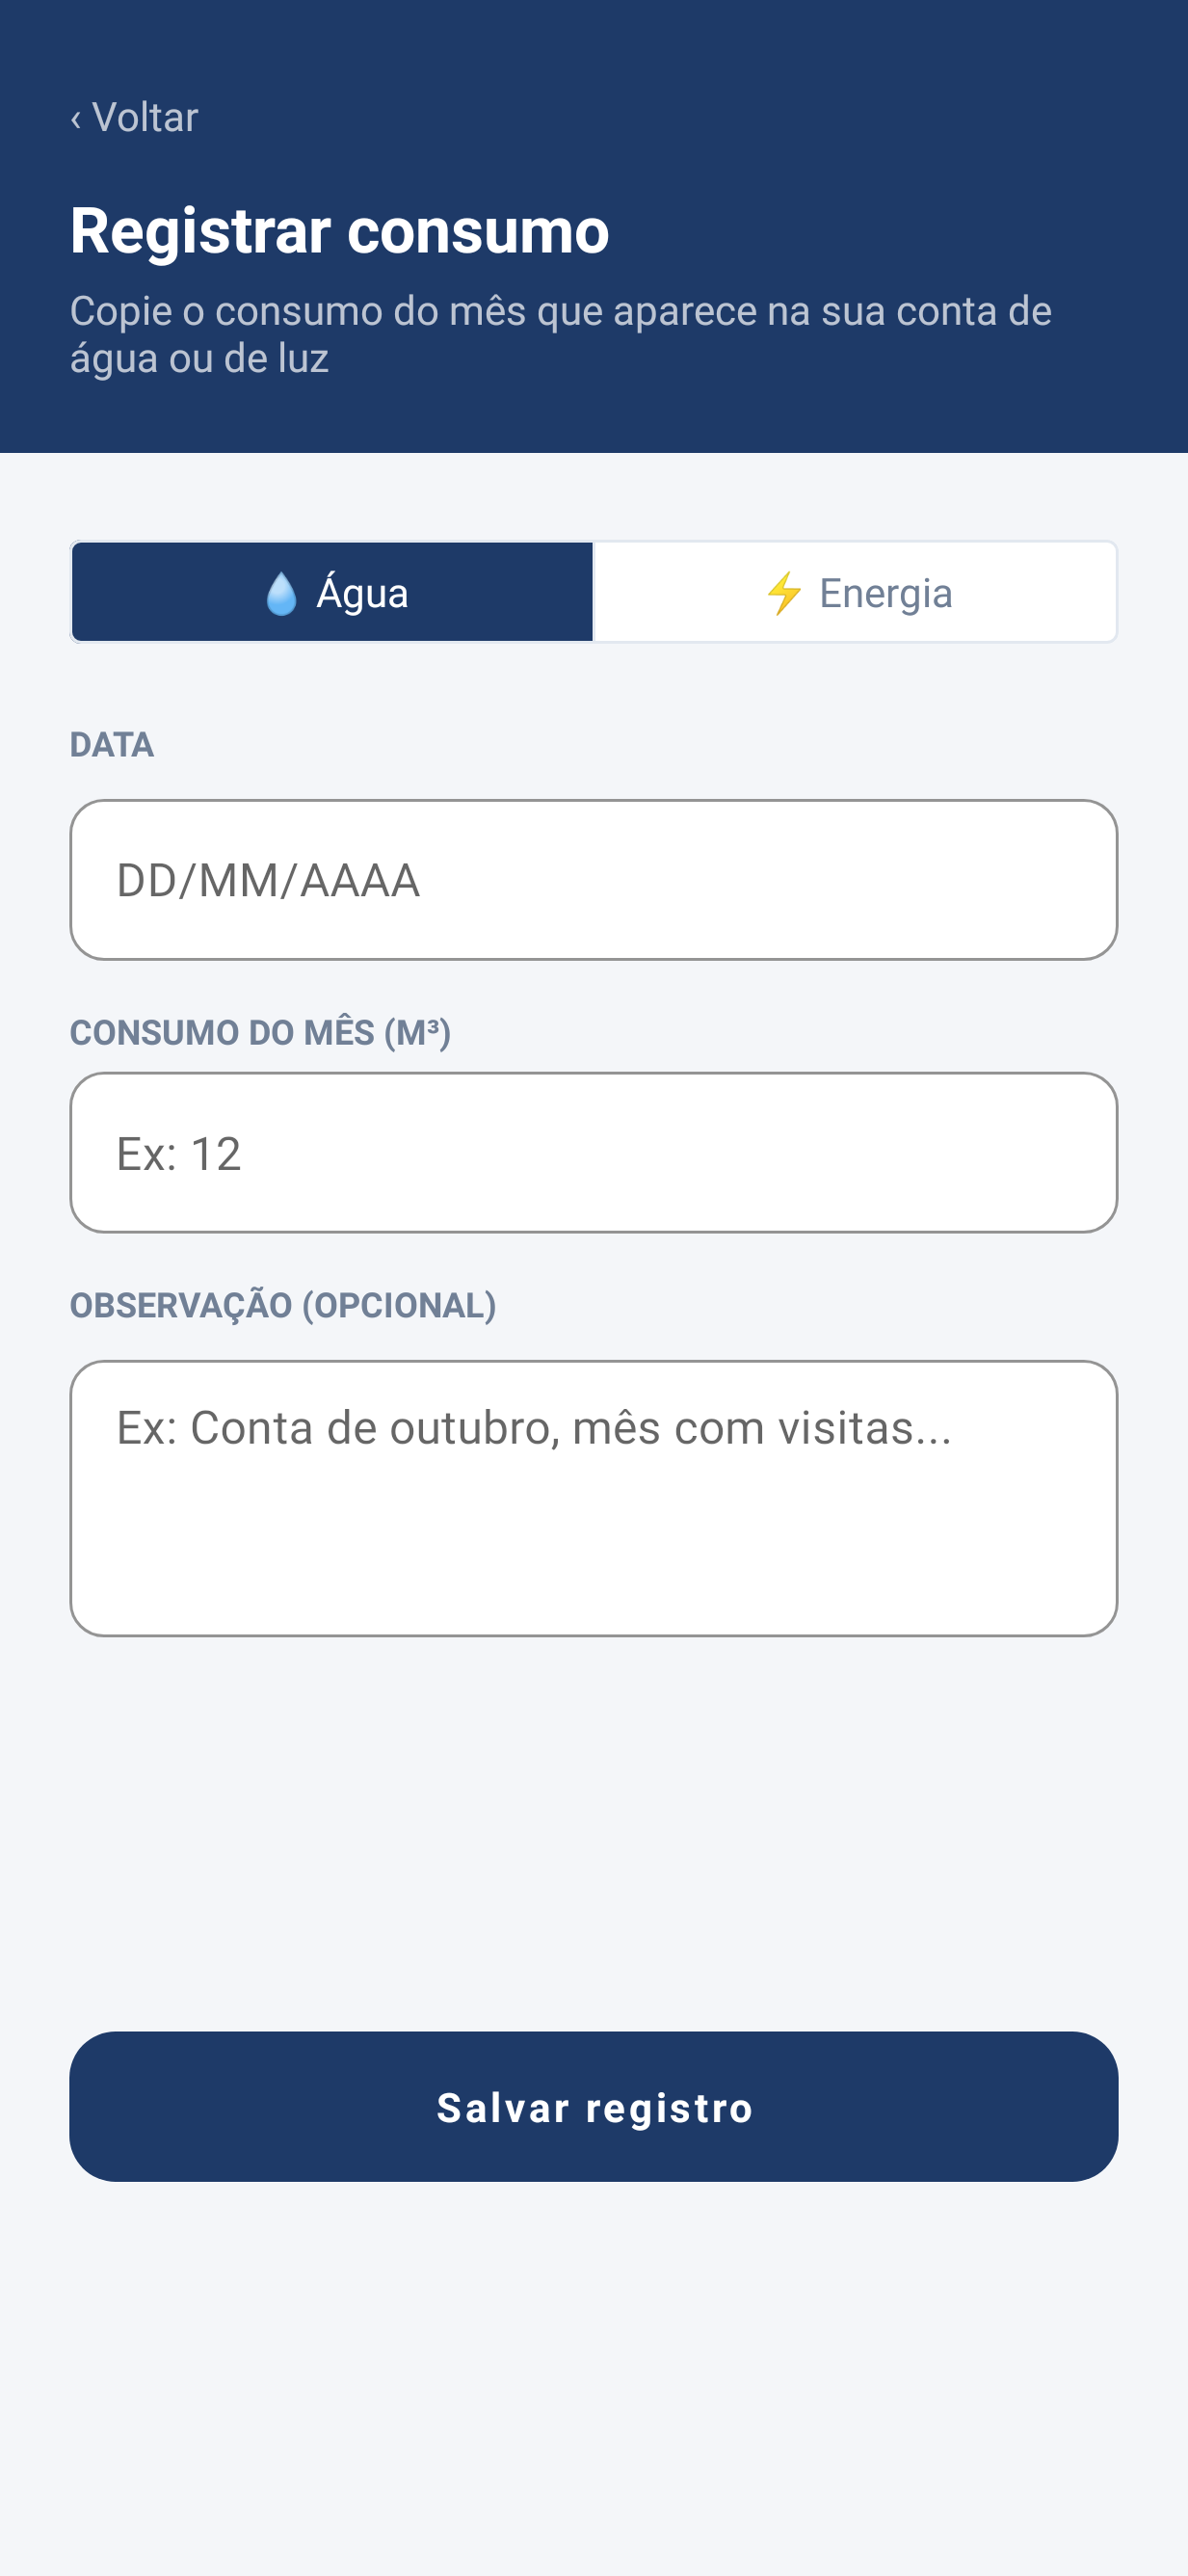 ‹ Voltar
Registrar consumo
Copie o consumo do mês que aparece na sua conta de
água ou de luz
💧 Água
⚡ Energia
DATA
DD/MM/AAAA
CONSUMO DO MÊS (M³)
Ex: 12
OBSERVAÇÃO (OPCIONAL)
Ex: Conta de outubro, mês com visitas...
Salvar registro